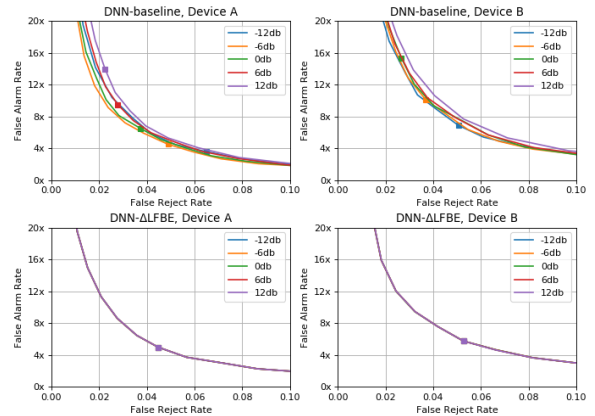 DNN-baseline, Device A
20x
16x
12x
8x
4x
0x
False Alarm Rate
-12db
-6db
0db
6db
12db
0.00 0.02 0.04 0.06 0.08 0.10
False Reject Rate
DNN-baseline, Device B
20x
16x
12x
8x
4x
0x
False Alarm Rate
-12db
-6db
0db
6db
12db
0.00 0.02 0.04 0.06 0.08 0.10
False Reject Rate
DNN-ΔLFBE, Device A
20x
16x
12x
8x
4x
0x
False Alarm Rate
-12db
-6db
0db
6db
12db
0.00 0.02 0.04 0.06 0.08 0.10
False Reject Rate
DNN-ΔLFBE, Device B
20x
16x
12x
8x
4x
0x
False Alarm Rate
-12db
-6db
0db
6db
12db
0.00 0.02 0.04 0.06 0.08 0.10
False Reject Rate